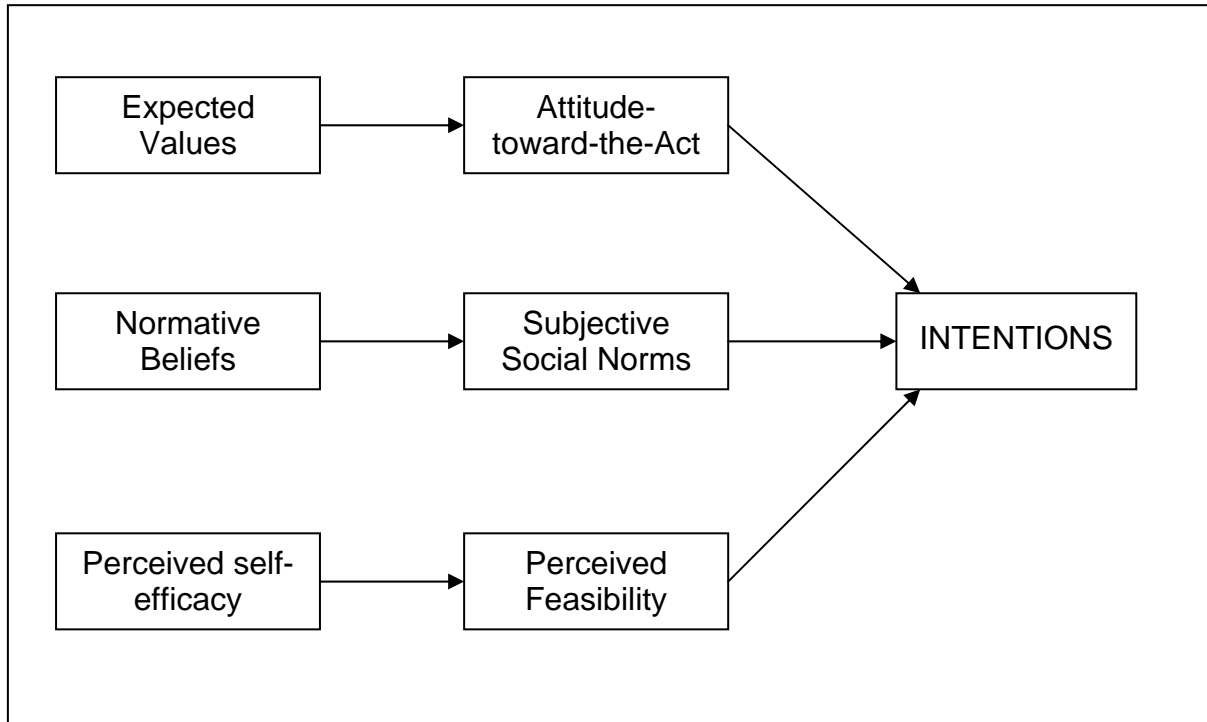 Expected
Values
Attitude-
toward-the-Act
Normative
Beliefs
Subjective
Social Norms
INTENTIONS
Perceived self-
efficacy
Perceived
Feasibility